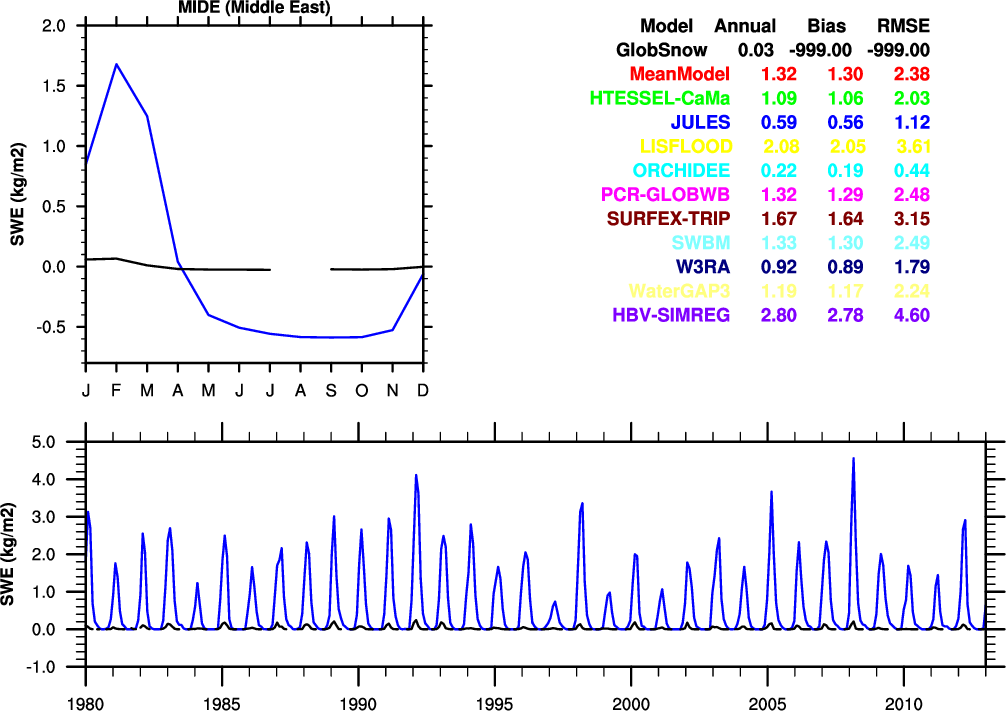 MIDE (Middle East)
2.0
1.5
1.0
0.5
0.0
-0.5
SWE (kg/m2)
J F M A M J J A S O N D
Model Annual Bias RMSE
GlobSnow 0.03 -999.00 -999.00
MeanModel 1.32 1.30 2.38
HTESSEL-CaMa 1.09 1.06 2.03
JULES 0.59 0.56 1.12
LISFLOOD 2.08 2.05 3.61
ORCHIDEE 0.22 0.19 0.44
PCR-GLOBWB 1.32 1.29 2.48
SURFEX-TRIP 1.67 1.64 3.15
SWBM 1.33 1.30 2.49
W3RA 0.92 0.89 1.79
WaterGAP3 1.19 1.17 2.24
HBV-SIMREG 2.80 2.78 4.60
5.0
4.0
3.0
2.0
1.0
0.0
-1.0
SWE (kg/m2)
1980 1985 1990 1995 2000 2005 2010